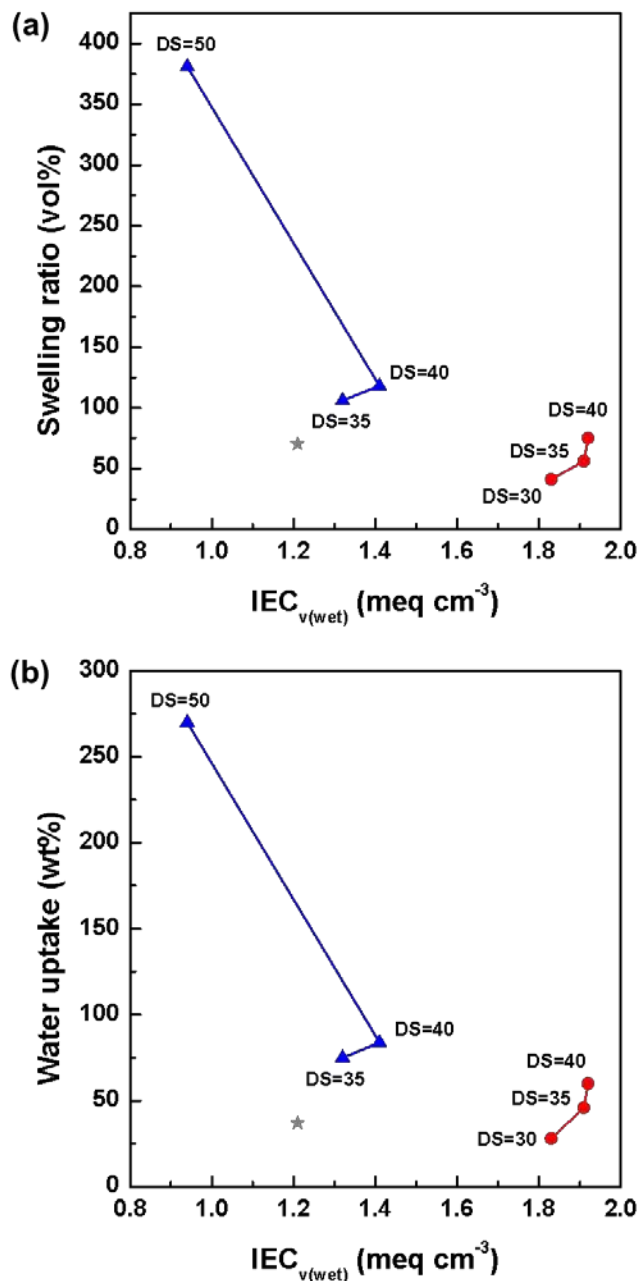 (a)
400
350
300
250
200
150
100
50
0
Swelling ratio (vol%)
DS=50
DS=40
DS=35
DS=40
DS=35
DS=30
0.8 1.0 1.2 1.4 1.6 1.8 2.0
IEC_v(wet) (meq cm⁻³)
(b)
300
250
200
150
100
50
0
Water uptake (wt%)
DS=50
DS=40
DS=35
DS=40
DS=35
DS=30
0.8 1.0 1.2 1.4 1.6 1.8 2.0
IEC_v(wet) (meq cm⁻³)